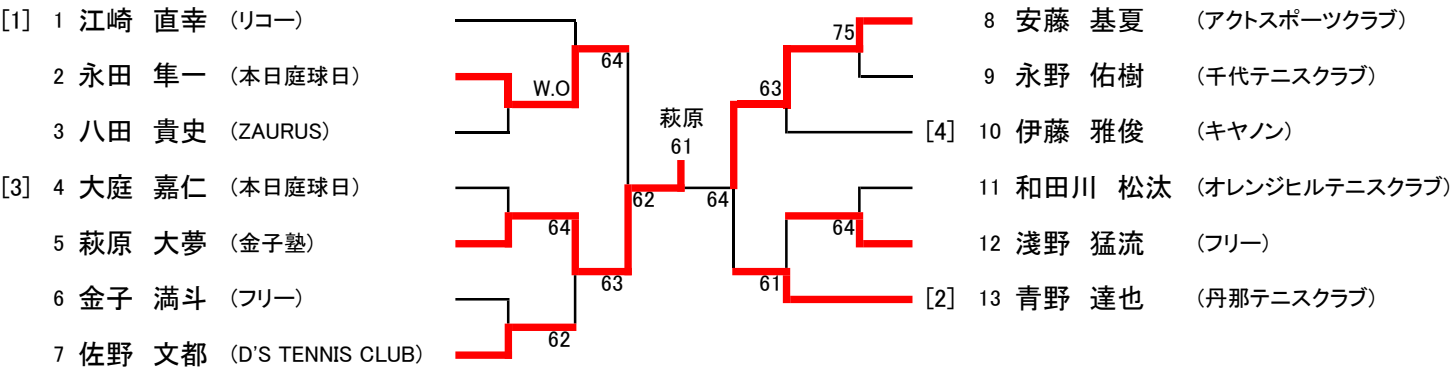 [1] 1 江崎 直幸 (リコー)
2 永田 隼一 (本日庭球日)
3 八田 貴史 (ZAURUS)
[3] 4 大庭 嘉仁 (本日庭球日)
5 萩原 大夢 (金子塾)
6 金子 満斗 (フリー)
7 佐野 文都 (D'S TENNIS CLUB)
W.O
64
64
62
63
62
萩原
61
64
63
75
64
61
8 安藤 基夏 (アクトスポーツクラブ)
9 永野 佑樹 (千代テニスクラブ)
[4] 10 伊藤 雅俊 (キヤノン)
11 和田川 松汰 (オレンジヒルテニスクラブ)
12 淺野 猛流 (フリー)
[2] 13 青野 達也 (丹那テニスクラブ)